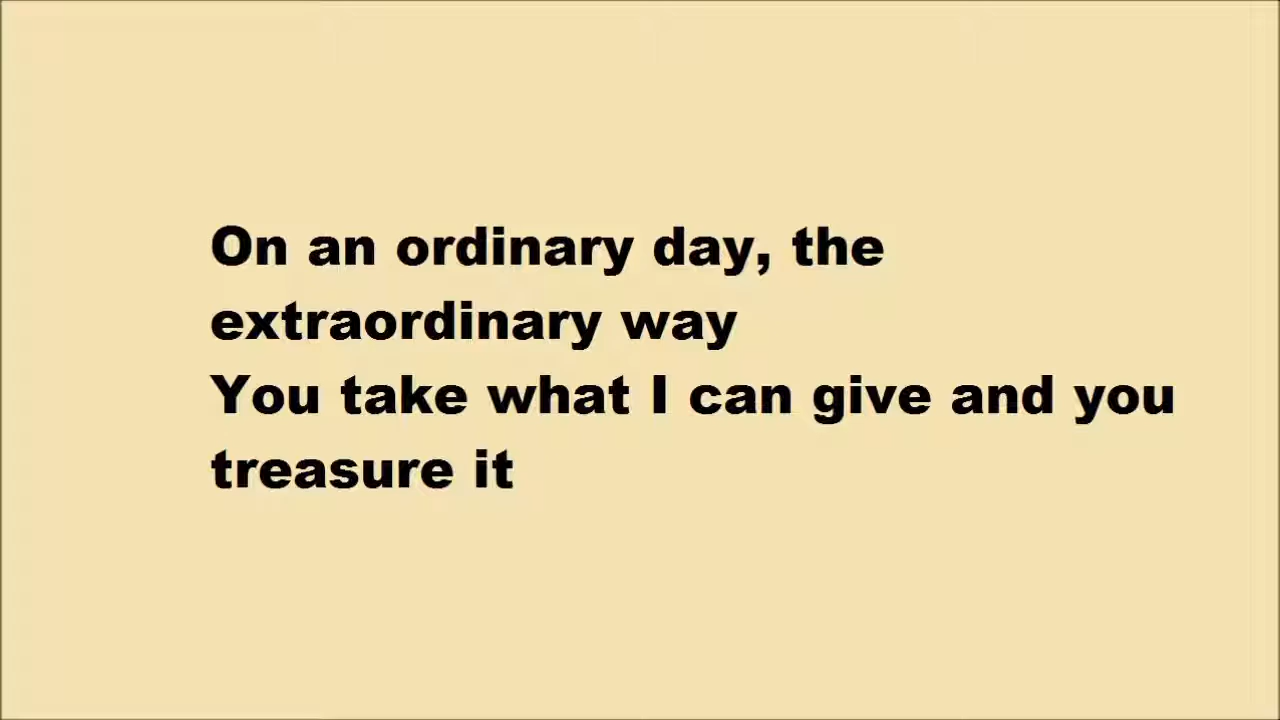 On an ordinary day, the
extraordinary way
You take what I can give and you
treasure it